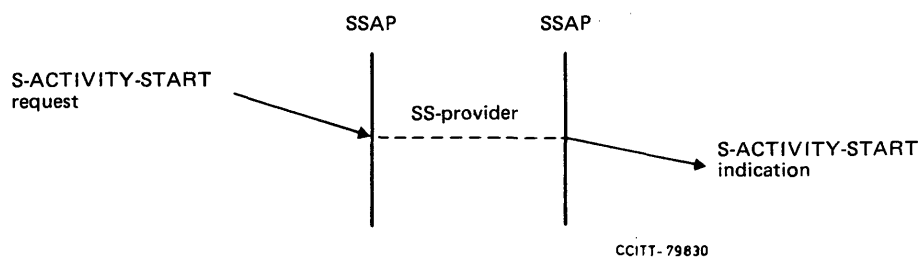 SSAP
SSAP
S-ACTIVITY-START
request
SS-provider
S-ACTIVITY-START
indication
CCITT-79830